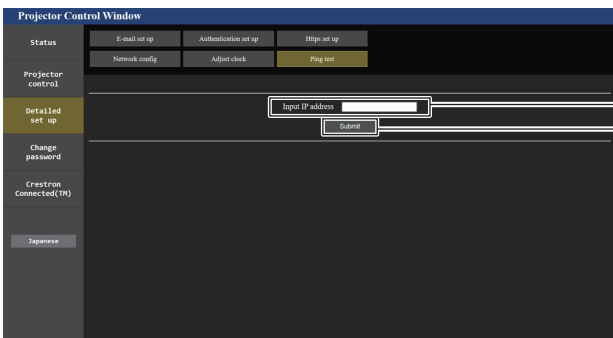 Projector Control Window
Status
E-mail set up
Authentication set up
Https set up
Network config
Adjust clock
Ping test
Projector
control
Detailed
set up
Input IP address
Submit
Change
password
Crestron
Connected(TM)
Japanese